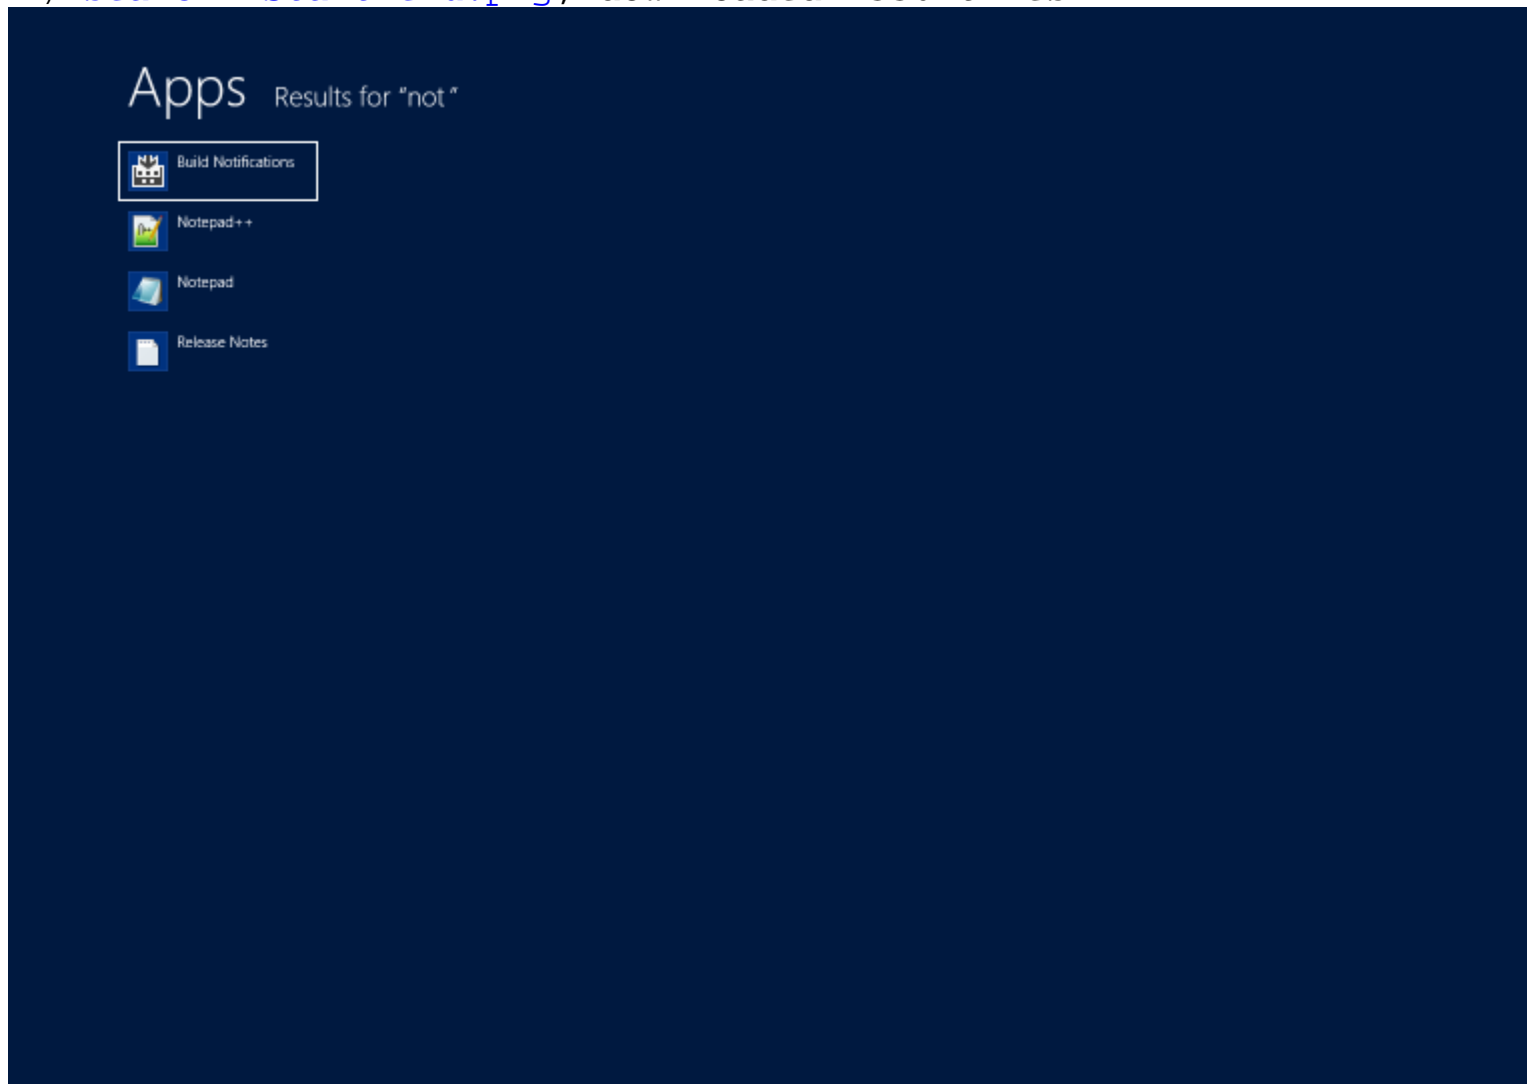 Apps Results for “not”
Build Notifications
Notepad++
Notepad
Release Notes